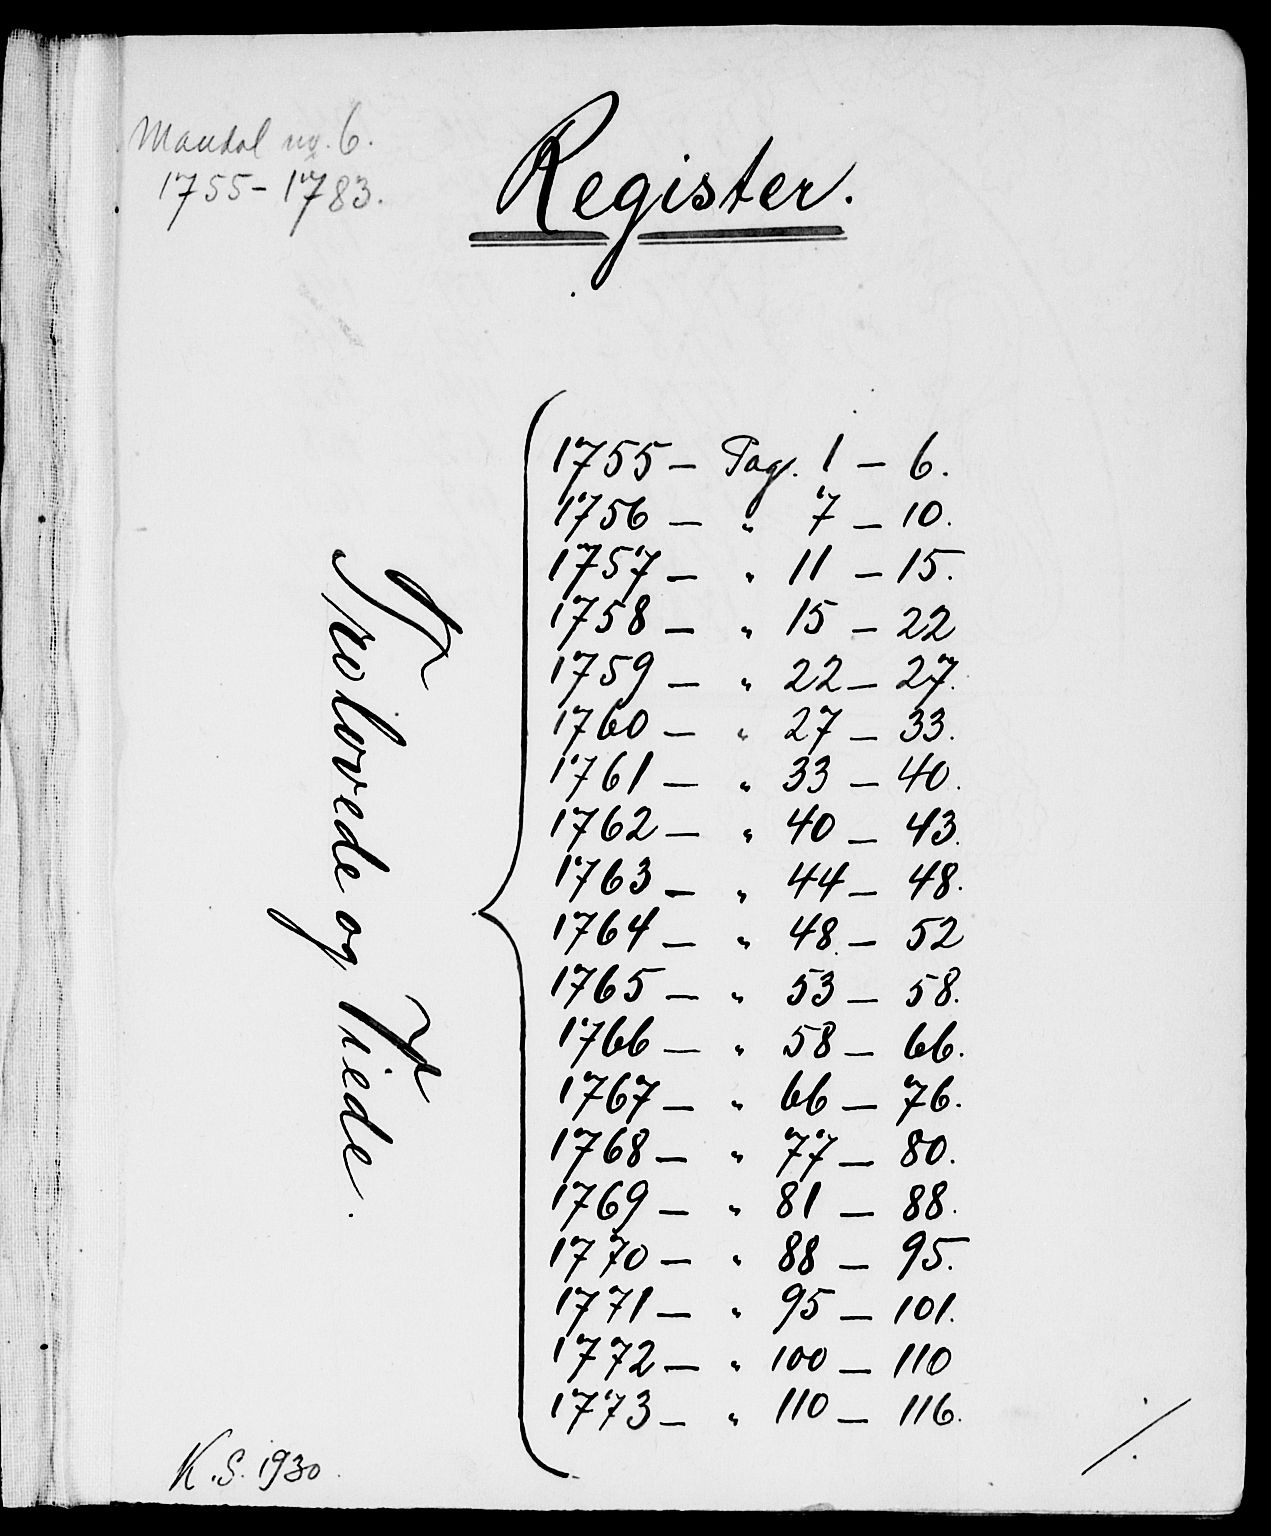 Mandal nr. 6.
1755-1783.
Register.
Trolovede og Viede.
1755 – Pag. 1 – 6.
1756 – " 7 – 10.
1757 – " 11 – 15.
1758 – " 15 – 22
1759 – " 22 – 27.
1760 – " 27 – 33.
1761 – " 33 – 40.
1762 – " 40 – 43.
1763 – " 44 – 48.
1764 – " 48 – 52
1765 – " 53 – 58.
1766 – " 58 – 66.
1767 – " 66 – 76.
1768 – " 77 – 80.
1769 – " 81 – 88.
1770 – " 88 – 95.
1771 – " 95 – 101.
1772 – " 100 – 110
1773 – " 110 – 116.
K.S. 1930.